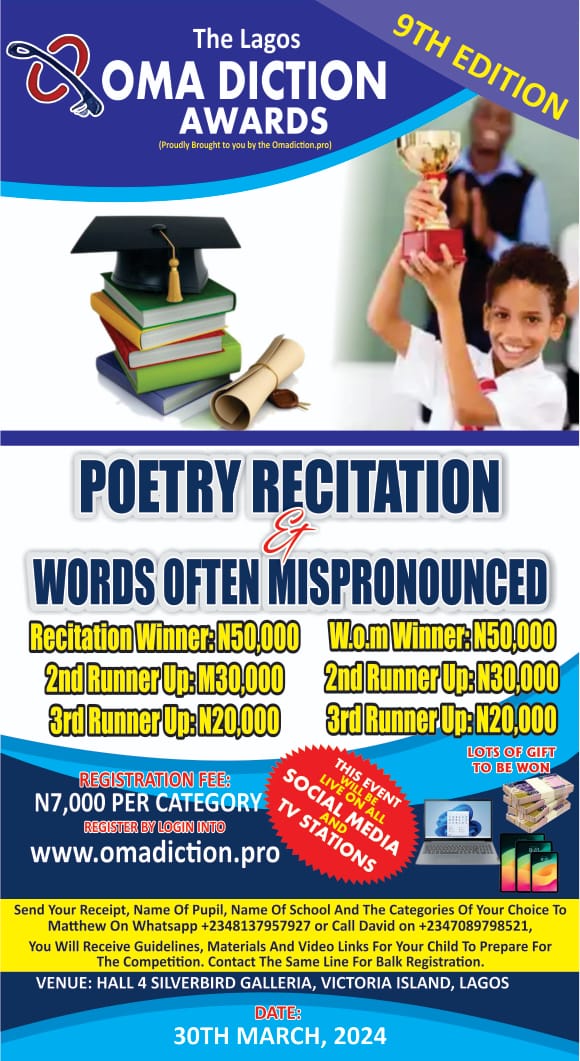 The Lagos
OMA DICTION
AWARDS
(Proudly Brought to you by the Omadiction.pro)
9TH EDITION
POETRY RECITATION
&
WORDS OFTEN MISPRONOUNCED
Recitation Winner: N50,000
2nd Runner Up: M30,000
3rd Runner Up: N20,000
W.o.m Winner: N50,000
2nd Runner Up: N30,000
3rd Runner Up: N20,000
LOTS OF GIFT
TO BE WON
REGISTRATION FEE:
N7,000 PER CATEGORY
REGISTER BY LOGIN INTO
www.omadiction.pro
THIS EVENT
WILL BE
LIVE ON ALL
SOCIAL MEDIA
AND
TV STATIONS
Send Your Receipt, Name Of Pupil, Name Of School And The Categories Of Your Choice To
Matthew On Whatsapp +2348137957927 or Call David on +2347089798521,
You Will Receive Guidelines, Materials And Video Links For Your Child To Prepare For
The Competition. Contact The Same Line For Balk Registration.
VENUE: HALL 4 SILVERBIRD GALLERIA, VICTORIA ISLAND, LAGOS
DATE:
30TH MARCH, 2024